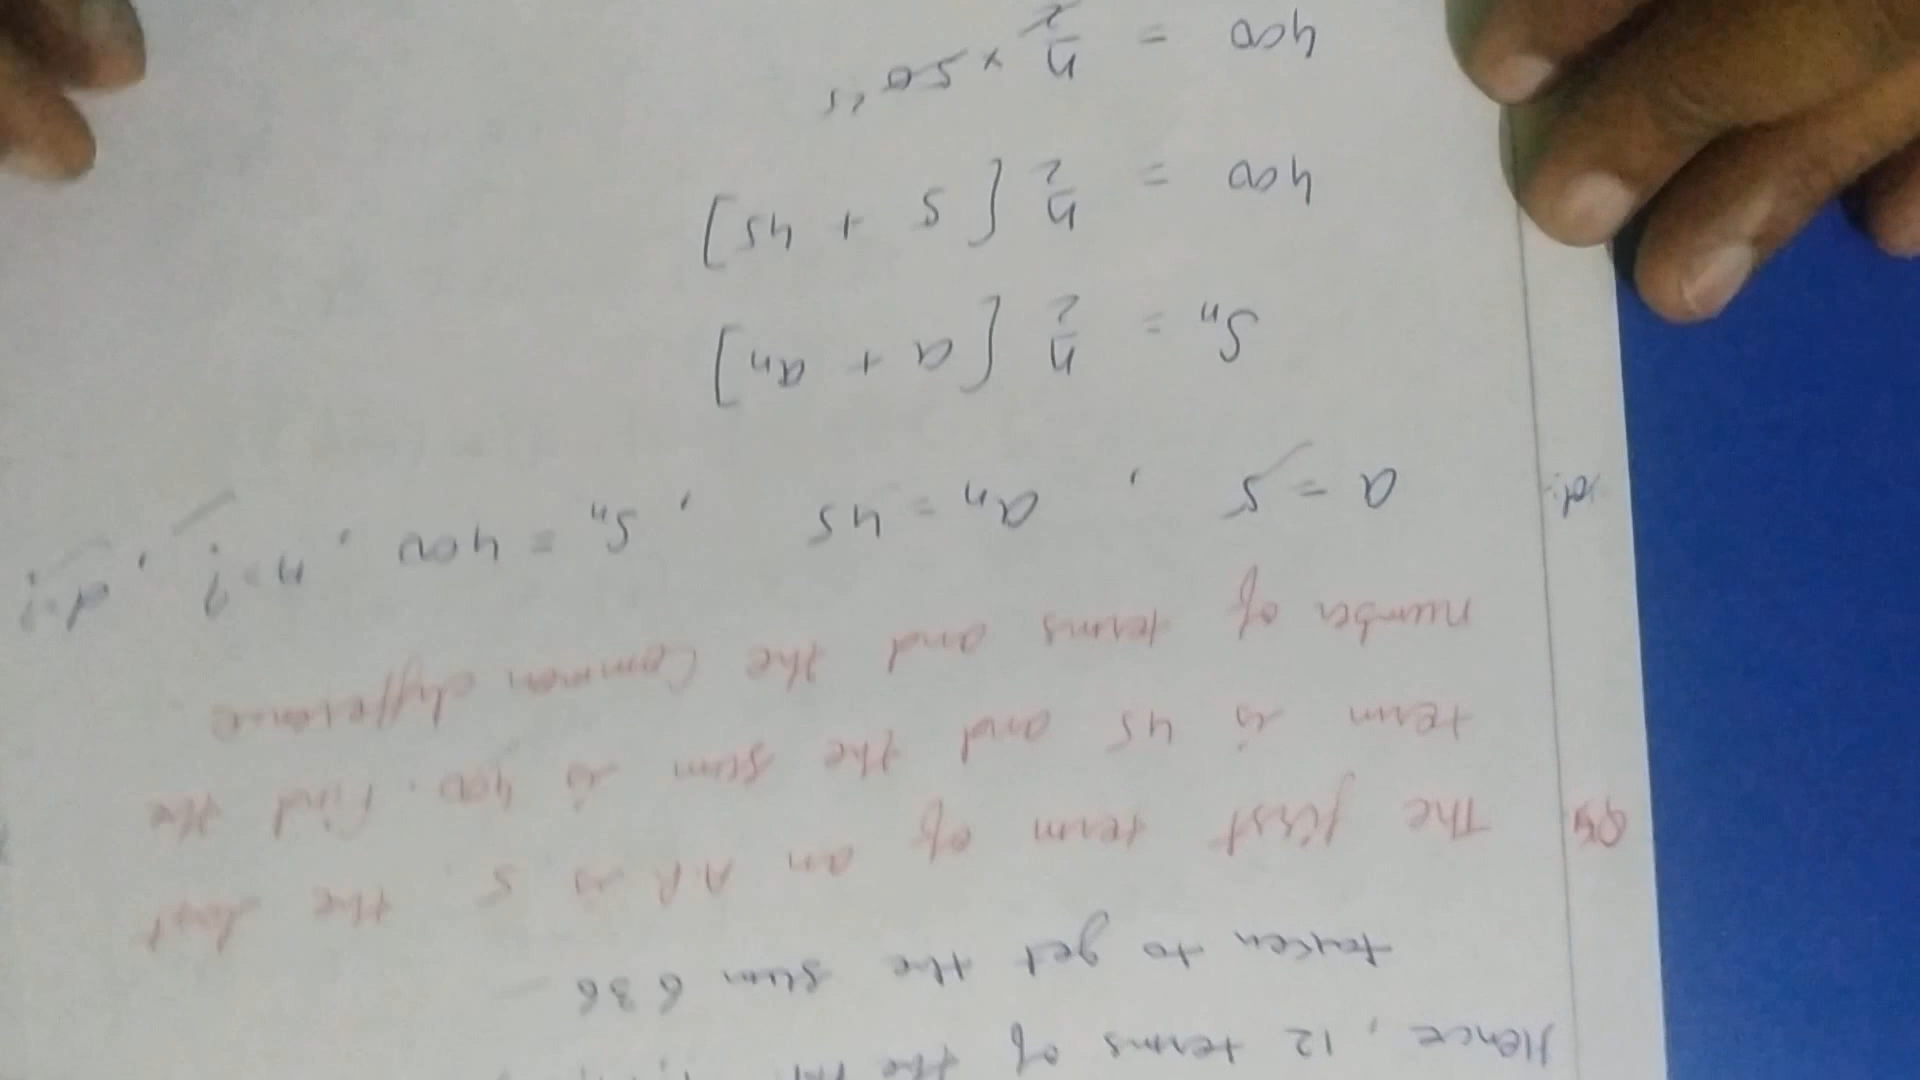 Hence, 12 terms of the
taken to get the sum 636
Q5 The first term of an A.P. is 5. the last
term is 45 and the sum is 400. Find the
number of terms and the Common difference.
a = 5, an = 45, Sn = 400, n = ?, d = ?
Sn = n/2 [a + an]
400 = n/2 [5 + 45]
400 = n/2 × 50 25